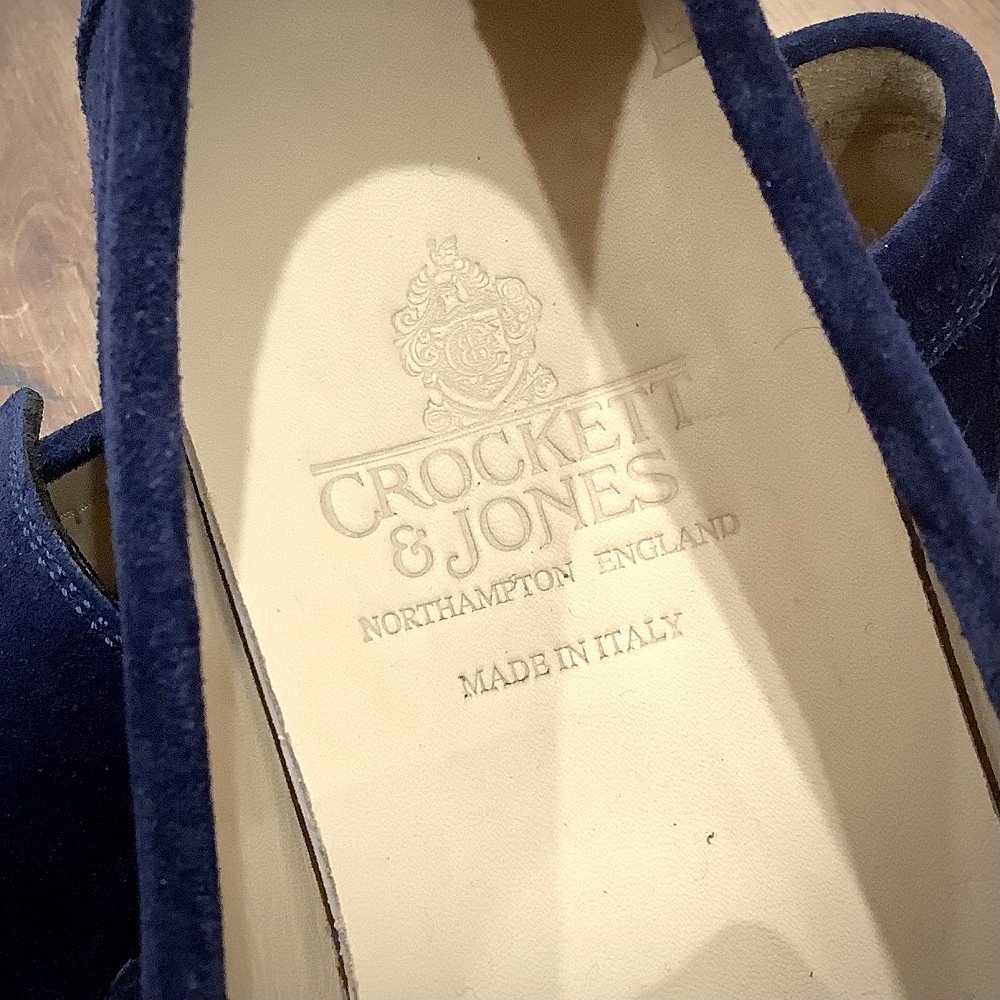 CROCKETT
& JONES
NORTHAMPTON ENGLAND
MADE IN ITALY